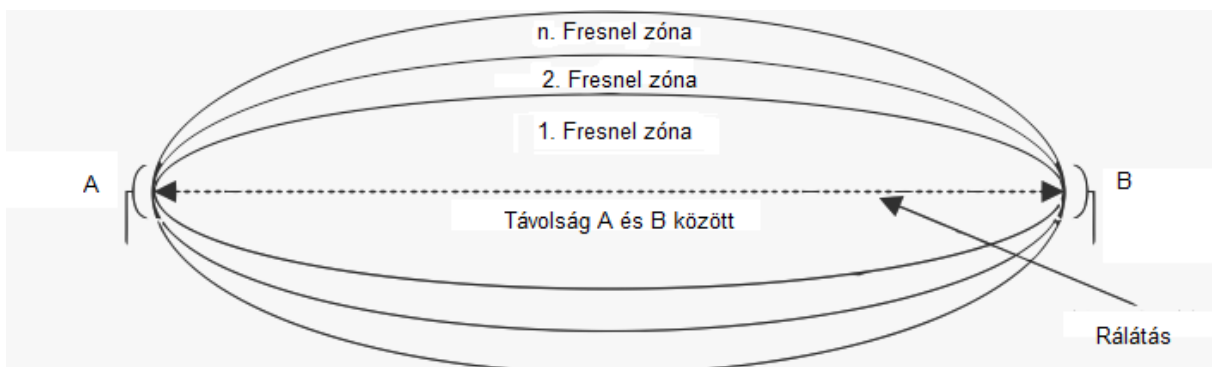 n. Fresnel zóna
2. Fresnel zóna
1. Fresnel zóna
A
B
Távolság A és B között
Rálátás